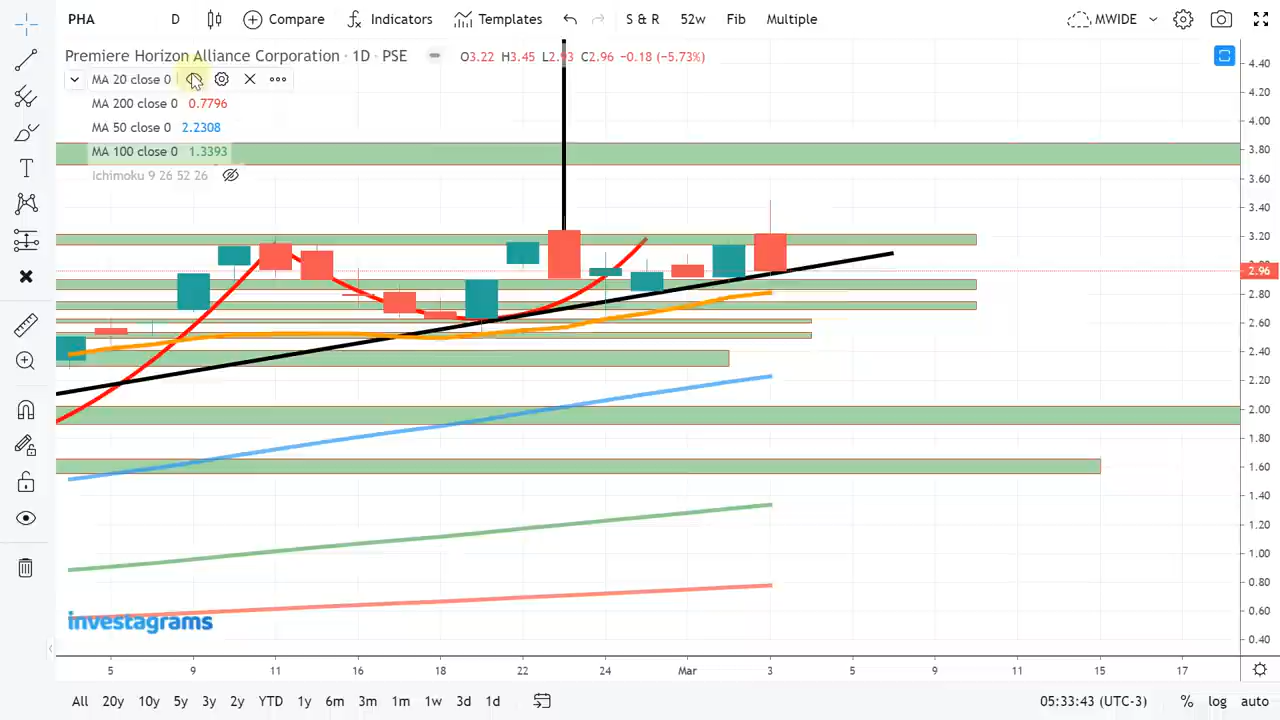 PHA D Compare Indicators Templates S & R 52w Fib Multiple MWIDE
Premiere Horizon Alliance Corporation · 1D · PSE O3.22 H3.45 L2.93 C2.96 −0.18 (−5.73%)
MA 20 close 0
MA 200 close 0 0.7796
MA 50 close 0 2.2308
MA 100 close 0 1.3393
Ichimoku 9 26 52 26
4.40
4.20
4.00
3.80
3.60
3.40
3.20
2.96
2.80
2.60
2.40
2.20
2.00
1.80
1.60
1.40
1.20
1.00
0.80
0.60
0.40
investagrams
5 9 11 16 18 22 24 Mar 3 5 9 11 15 17
All 20y 10y 5y 3y 2y YTD 1y 6m 3m 1m 1w 3d 1d 05:33:43 (UTC-3) % log auto